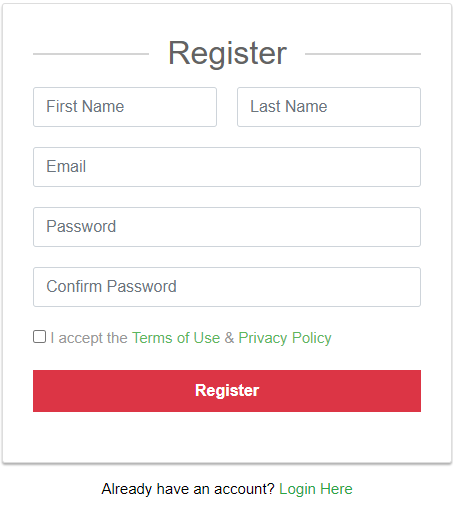 Register
First Name Last Name
Email
Password
Confirm Password
I accept the Terms of Use & Privacy Policy
Register
Already have an account? Login Here